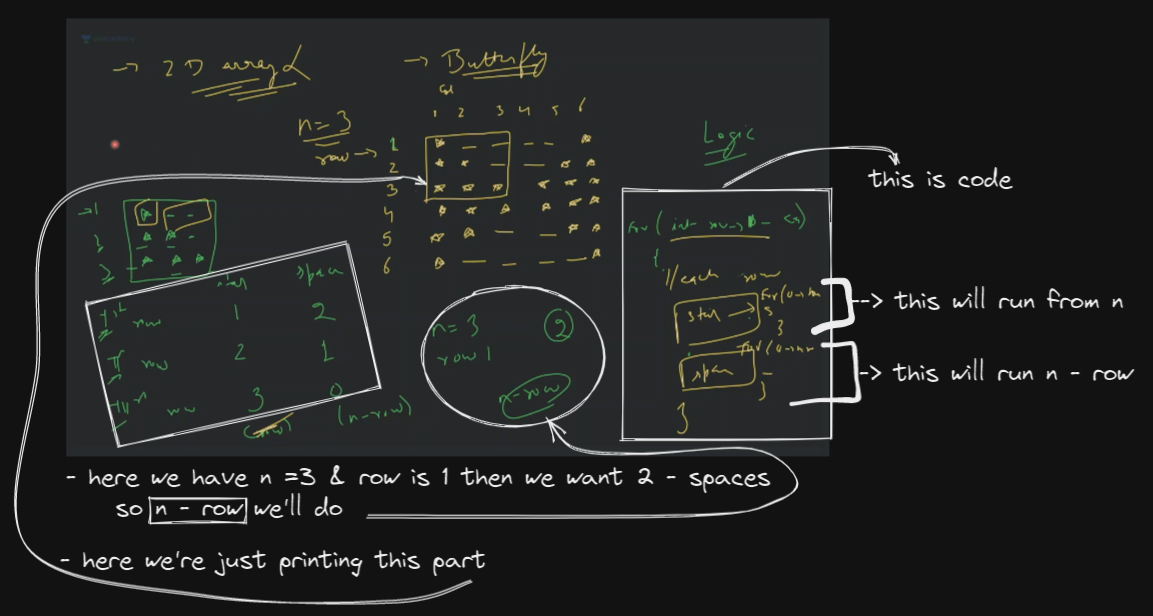 → 2D array
→ Butterfly
Col
1 2 3 4 5 6
n=3
row →
1
2
3
4
5
6
Logic
this is code
→ 1
star space
1st row 1 2
II row 2 1
III row 3 0
(row) (n-row)
n=3 2
row 1
n-row
for (int row → 
{
// each row
star → for (
}
space for (
}
}
--> this will run from n
-> this will run n - row
- here we have n =3 & row is 1 then we want 2 - spaces
so n - row we'll do
- here we're just printing this part